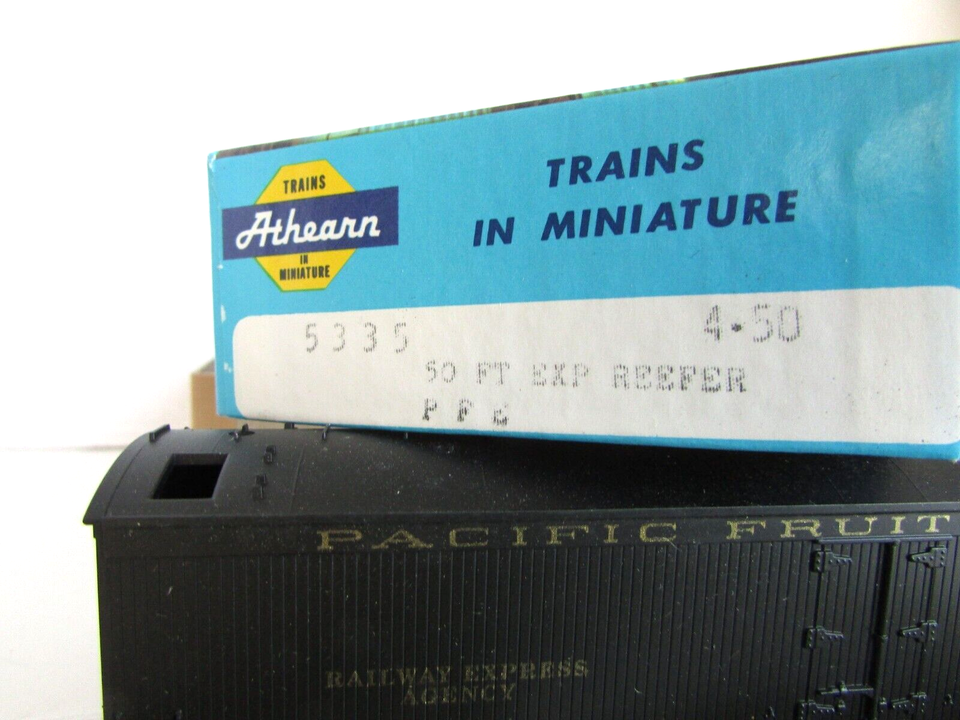 TRAINS
Athearn
IN
MINIATURE
TRAINS
IN MINIATURE
5335 4.50
50 FT EXP REEFER
P F G
PACIFIC FRUIT
RAILWAY EXPRESS
AGENCY